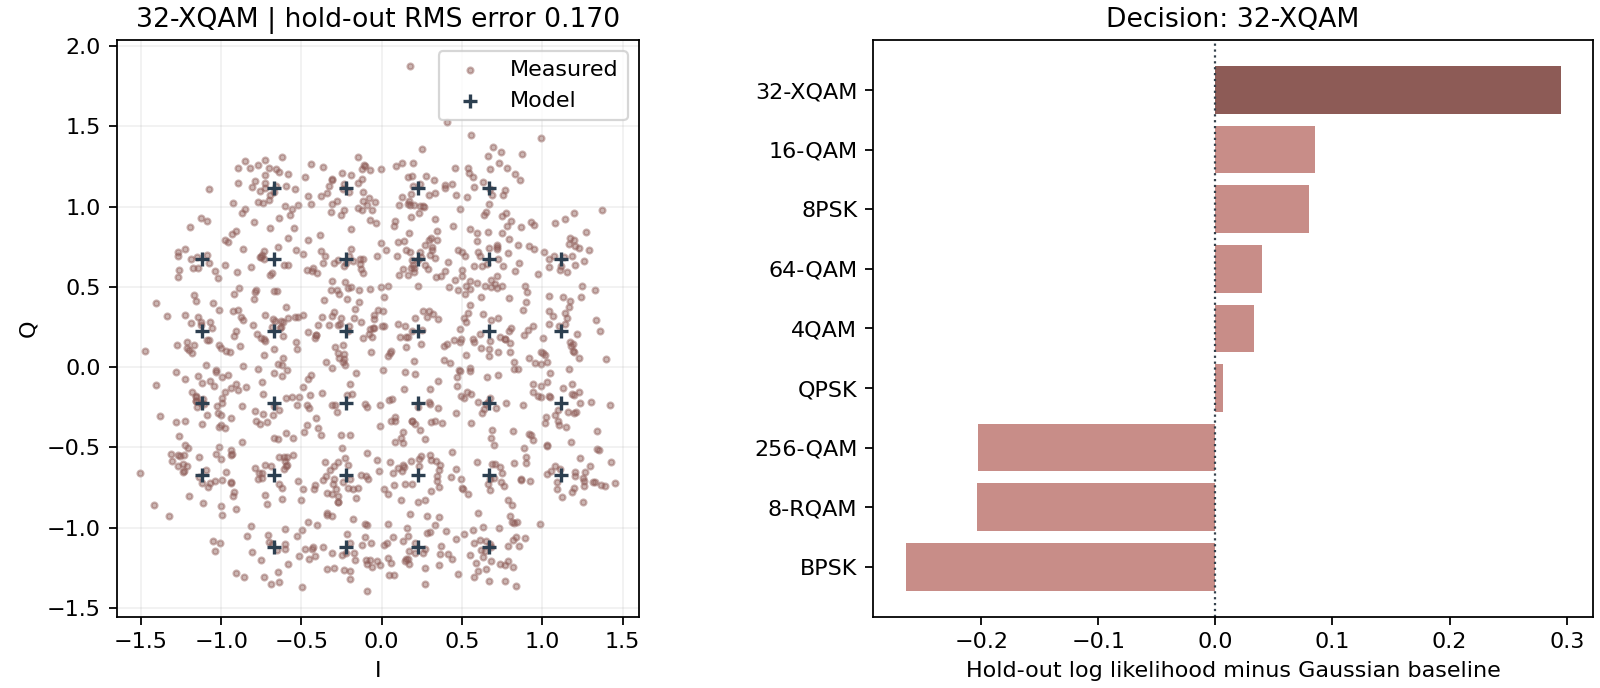 32-XQAM | hold-out RMS error 0.170
Measured
Model
2.0
1.5
1.0
0.5
0.0
−0.5
−1.0
−1.5
Q
−1.5 −1.0 −0.5 0.0 0.5 1.0 1.5
I
Decision: 32-XQAM
32-XQAM
16-QAM
8PSK
64-QAM
4QAM
QPSK
256-QAM
8-RQAM
BPSK
−0.2 −0.1 0.0 0.1 0.2 0.3
Hold-out log likelihood minus Gaussian baseline